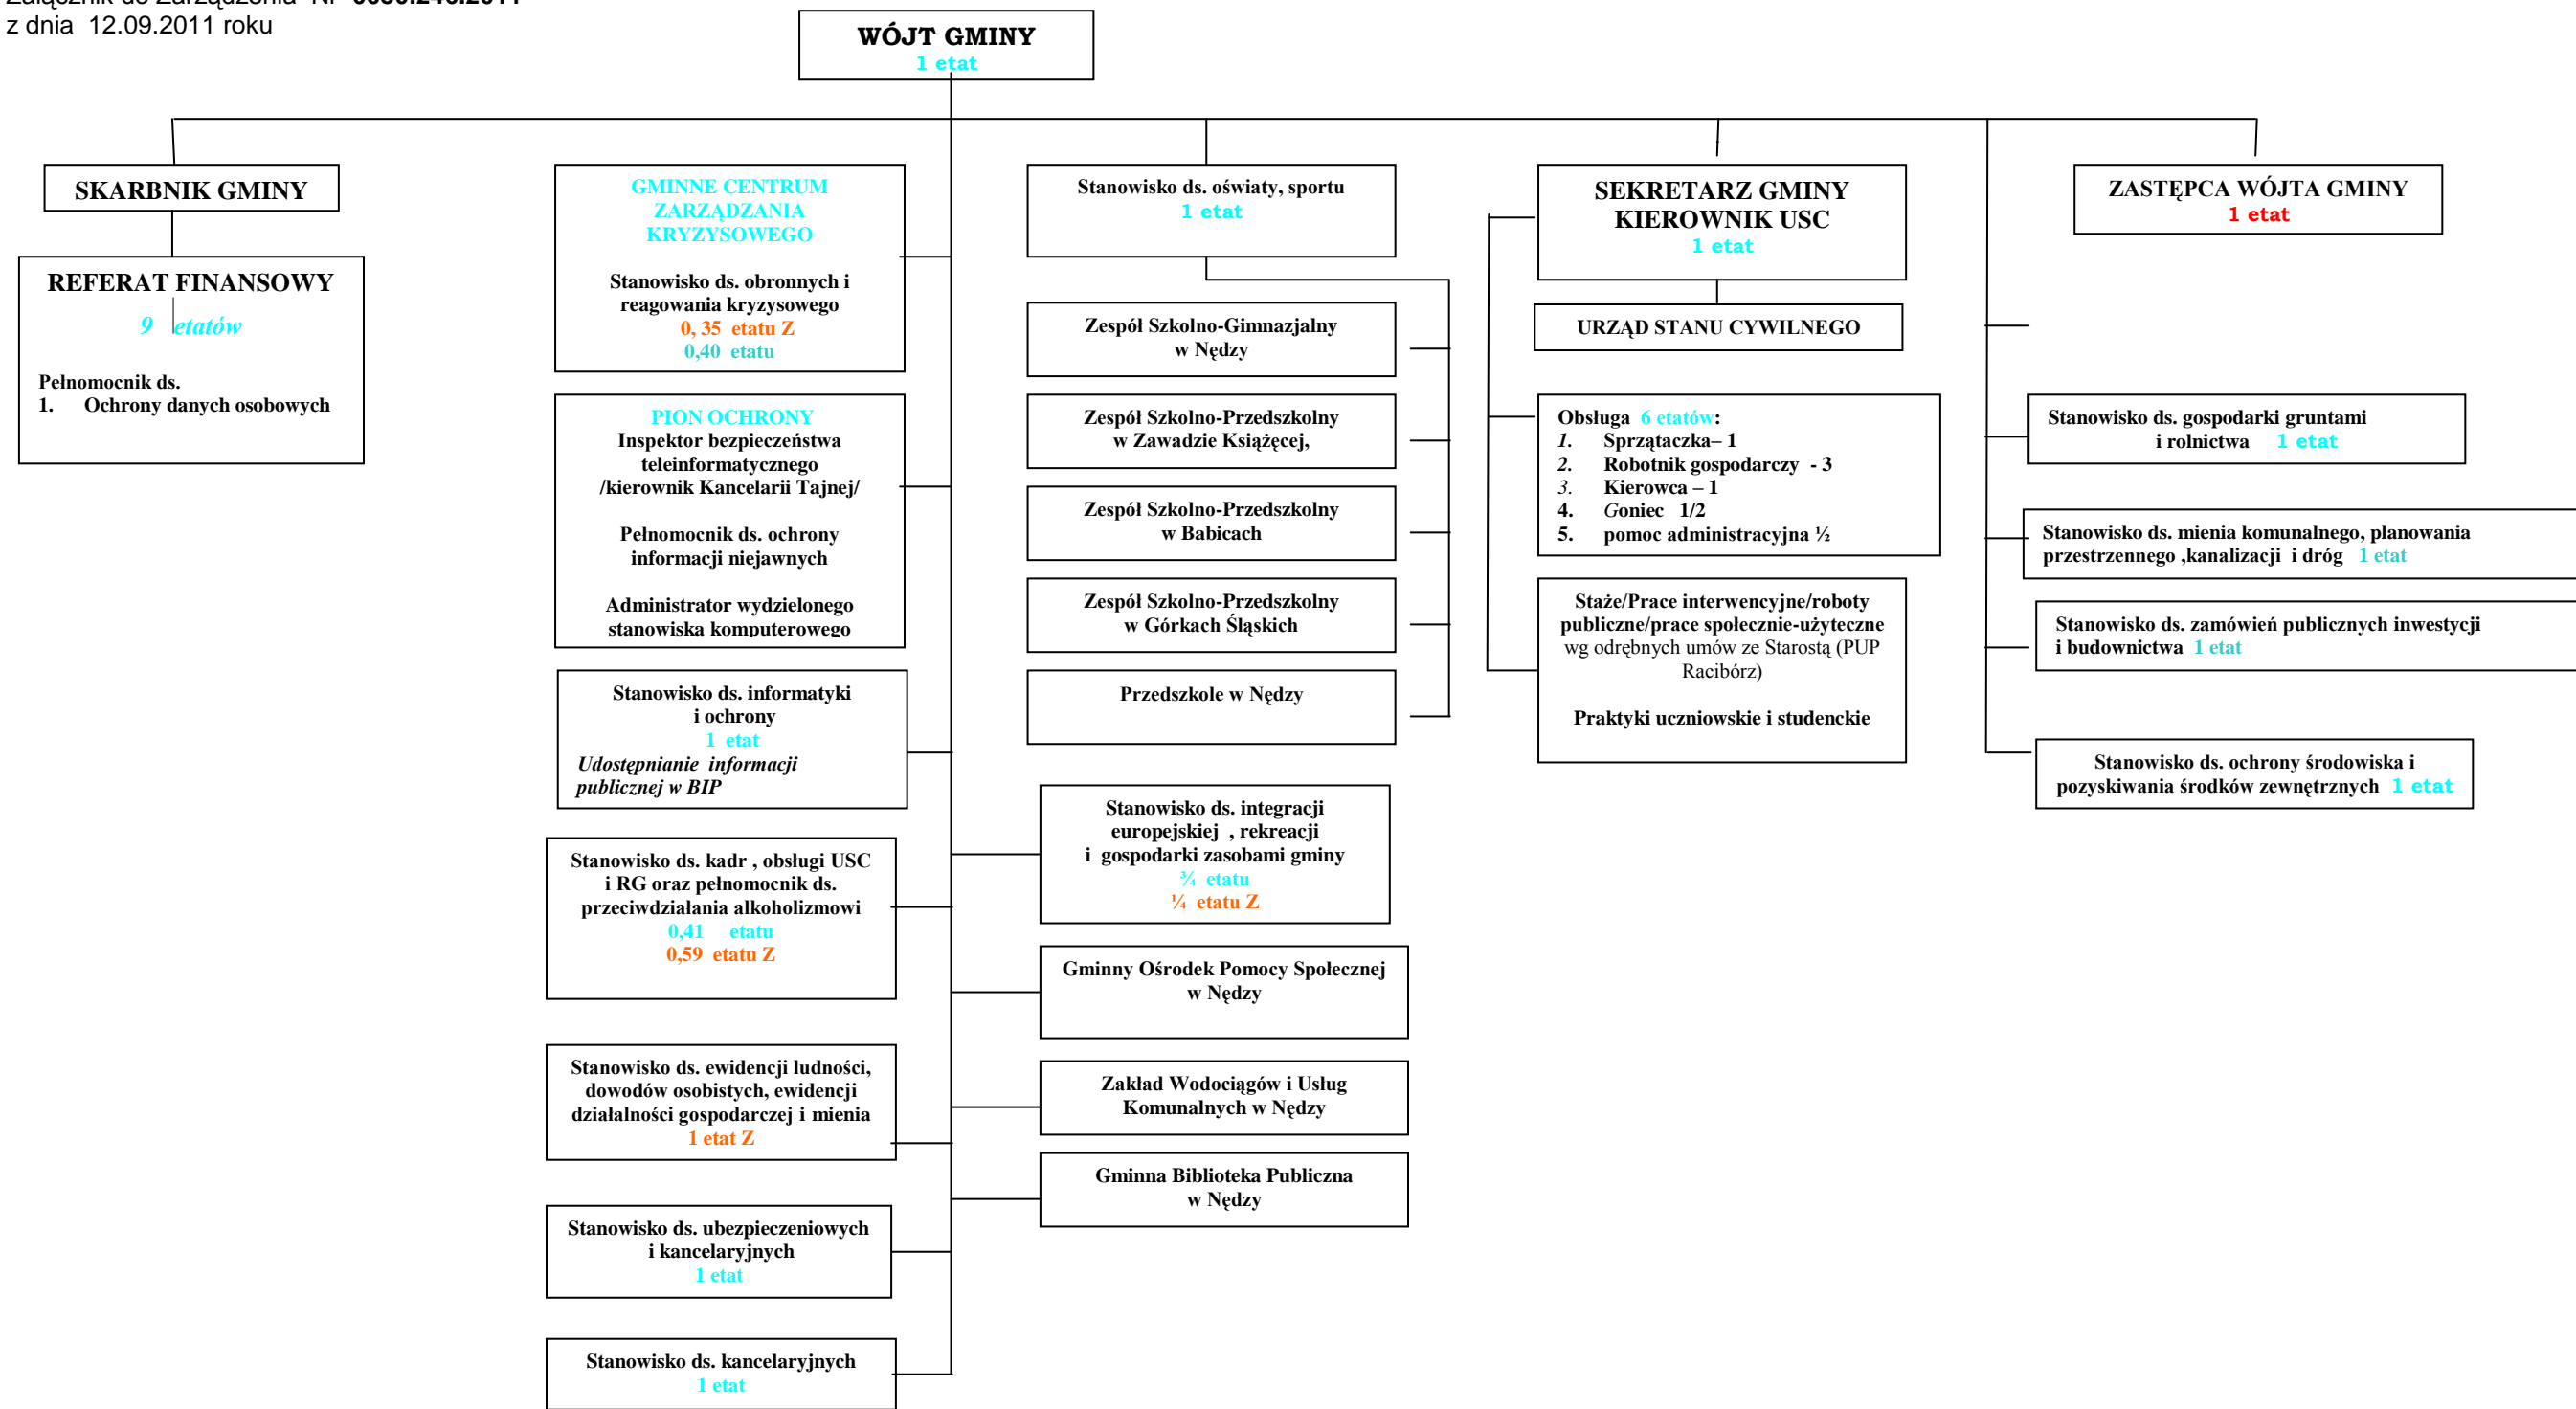 Załącznik do Zarządzenia Nr 0050.246.2011
z dnia 12.09.2011 roku
WÓJT GMINY
1 etat
SKARBNIK GMINY
REFERAT FINANSOWY
9 etatów
Pełnomocnik ds.
1. Ochrony danych osobowych
GMINNE CENTRUM
ZARZĄDZANIA
KRYZYSOWEGO
Stanowisko ds. obronnych i
reagowania kryzysowego
0, 35 etatu Z
0,40 etatu
PION OCHRONY
Inspektor bezpieczeństwa
teleinformatycznego
/kierownik Kancelarii Tajnej/
Pełnomocnik ds. ochrony
informacji niejawnych
Administrator wydzielonego
stanowiska komputerowego
Stanowisko ds. informatyki
i ochrony
1 etat
Udostępnianie informacji
publicznej w BIP
Stanowisko ds. kadr , obsługi USC
i RG oraz pełnomocnik ds.
przeciwdziałania alkoholizmowi
0,41 etatu
0,59 etatu Z
Stanowisko ds. ewidencji ludności,
dowodów osobistych, ewidencji
działalności gospodarczej i mienia
1 etat Z
Stanowisko ds. ubezpieczeniowych
i kancelaryjnych
1 etat
Stanowisko ds. kancelaryjnych
1 etat
Stanowisko ds. oświaty, sportu
1 etat
Zespół Szkolno-Gimnazjalny
w Nędzy
Zespół Szkolno-Przedszkolny
w Zawadzie Książęcej,
Zespół Szkolno-Przedszkolny
w Babicach
Zespół Szkolno-Przedszkolny
w Górkach Śląskich
Przedszkole w Nędzy
Stanowisko ds. integracji
europejskiej , rekreacji
i gospodarki zasobami gminy
¾ etatu
¼ etatu Z
Gminny Ośrodek Pomocy Społecznej
w Nędzy
Zakład Wodociągów i Usług
Komunalnych w Nędzy
Gminna Biblioteka Publiczna
w Nędzy
SEKRETARZ GMINY
KIEROWNIK USC
1 etat
URZĄD STANU CYWILNEGO
Obsługa 6 etatów:
1. Sprzątaczka– 1
2. Robotnik gospodarczy - 3
3. Kierowca – 1
4. Goniec 1/2
5. pomoc administracyjna ½
Staże/Prace interwencyjne/roboty
publiczne/prace społecznie-użyteczne
wg odrębnych umów ze Starostą (PUP
Racibórz)
Praktyki uczniowskie i studenckie
ZASTĘPCA WÓJTA GMINY
1 etat
Stanowisko ds. gospodarki gruntami
i rolnictwa 1 etat
Stanowisko ds. mienia komunalnego, planowania
przestrzennego ,kanalizacji i dróg 1 etat
Stanowisko ds. zamówień publicznych inwestycji
i budownictwa 1 etat
Stanowisko ds. ochrony środowiska i
pozyskiwania środków zewnętrznych 1 etat